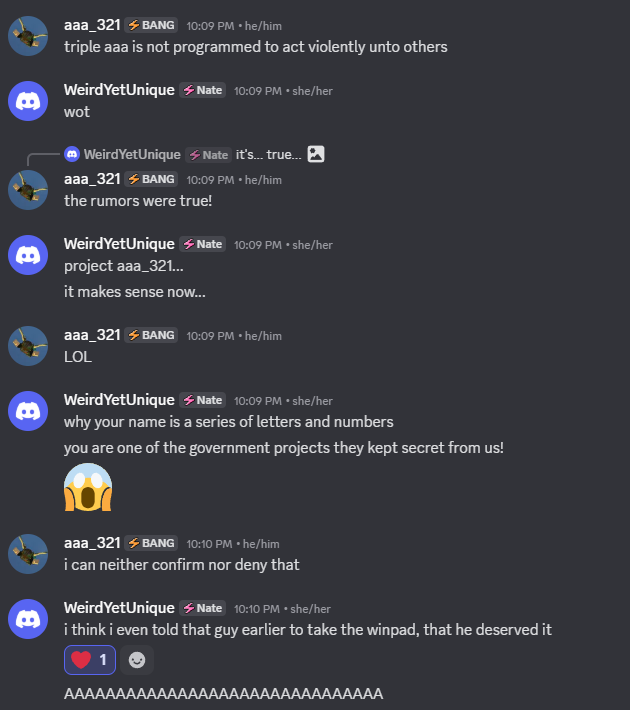 aaa_321 BANG 10:09 PM • he/him
triple aaa is not programmed to act violently unto others
WeirdYetUnique Nate 10:09 PM • she/her
wot
WeirdYetUnique Nate it's... true...
aaa_321 BANG 10:09 PM • he/him
the rumors were true!
WeirdYetUnique Nate 10:09 PM • she/her
project aaa_321...
it makes sense now...
aaa_321 BANG 10:09 PM • he/him
LOL
WeirdYetUnique Nate 10:09 PM • she/her
why your name is a series of letters and numbers
you are one of the government projects they kept secret from us!
aaa_321 BANG 10:10 PM • he/him
i can neither confirm nor deny that
WeirdYetUnique Nate 10:10 PM • she/her
i think i even told that guy earlier to take the winpad, that he deserved it
1
AAAAAAAAAAAAAAAAAAAAAAAAAAAAAAA